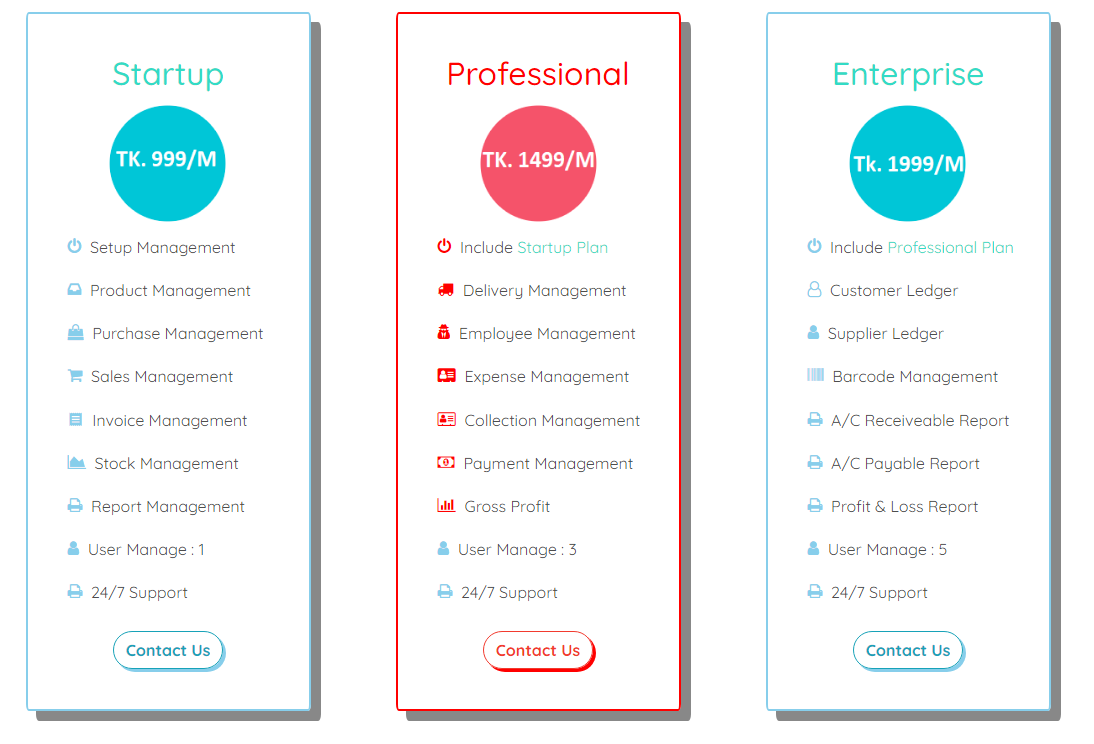 Startup
TK. 999/M
Setup Management
Product Management
Purchase Management
Sales Management
Invoice Management
Stock Management
Report Management
User Manage : 1
24/7 Support
Contact Us
Professional
TK. 1499/M
Include Startup Plan
Delivery Management
Employee Management
Expense Management
Collection Management
Payment Management
Gross Profit
User Manage : 3
24/7 Support
Contact Us
Enterprise
Tk. 1999/M
Include Professional Plan
Customer Ledger
Supplier Ledger
Barcode Management
A/C Receiveable Report
A/C Payable Report
Profit & Loss Report
User Manage : 5
24/7 Support
Contact Us